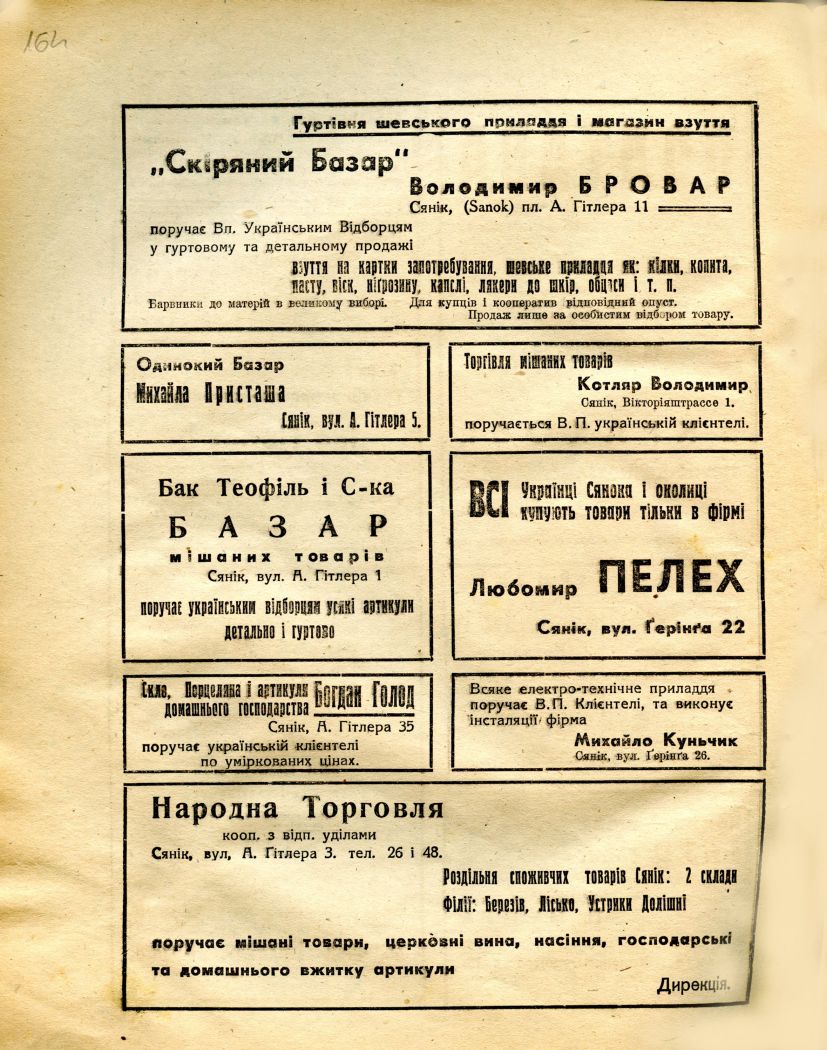 164
Гуртівня шевського приладдя і магазин взуття
„Скіряний Базар"
Володимир БРОВАР
Сянік, (Sanok) пл. А. Гітлера 11
поручає Вп. Українським Відборцям
у гуртовому та детальному продажі
взуття на картки запотребування, шевське приладдя як: кілки, копита,
пасту, віск, нігрозину, капслі, лякери до шкір, обцаси і т. п.
Барвники до матерій в великому виборі. Для купців і кооператив відповідний опуст.
Продаж лише за особистим відбором товару.
Одинокий Базар
Михайла Присташа
Сянік, вул. А. Гітлера 5.
Торгівля мішаних товарів
Котляр Володимир
Сянік, Вікторіяштрассе 1.
поручається В. П. українській клієнтелі.
Бак Теофіль і С-ка
БАЗАР
мішаних товарів
Сянік, вул. А. Гітлера 1
поручає українським відборцям усякі артикули
детально і гуртово
ВСІ Українці Сянока і околиці
купують товари тільки в фірмі
Любомир ПЕЛЕХ
Сянік, вул. Ґерінґа 22
Скло, Порцеляна і артикули
домашнього господарства Богдан Голод
Сянік, А. Гітлера 35
поручає українській клієнтелі
по уміркованих цінах.
Всяке електро-технічне приладдя
поручає В.П. Клієнтелі, та виконує
інсталяції фірма
Михайло Куньчик
Сянік, вул. Ґерінґа 26.
Народна Торговля
кооп. з відп. уділами
Сянік, вул, А. Гітлера 3. тел. 26 і 48.
Роздільня споживчих товарів Сянік: 2 склади
Філії: Березів, Лісько, Устрики Долішні
поручає мішані товари, церковні вина, насіння, господарські
та домашнього вжитку артикули
Дирекція.